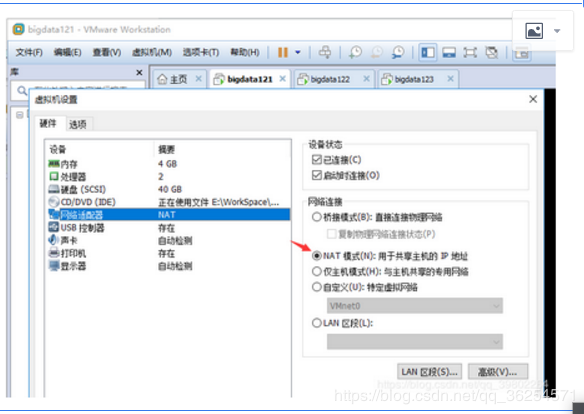 bigdata121 - VMware Workstation
文件(F) 编辑(E) 查看(V) 虚拟机(M) 选项卡(T) 帮助(H)
库
主页 bigdata121 bigdata122 bigdata123
虚拟机设置
硬件 选项
设备 摘要
内存 4 GB
处理器 2
硬盘 (SCSI) 40 GB
CD/DVD (IDE) 正在使用文件 E:\WorkSpace\...
网络适配器 NAT
USB 控制器 存在
声卡 自动检测
打印机 存在
显示器 自动检测
设备状态
已连接(C)
启动时连接(O)
网络连接
桥接模式(B): 直接连接物理网络
复制物理网络连接状态(P)
NAT 模式(N): 用于共享主机的 IP 地址
仅主机模式(H): 与主机共享的专用网络
自定义(U): 特定虚拟网络
VMnet0
LAN 区段(L):
LAN 区段(S)... 高级(V)...
https://blog.csdn.net/qq_36254571